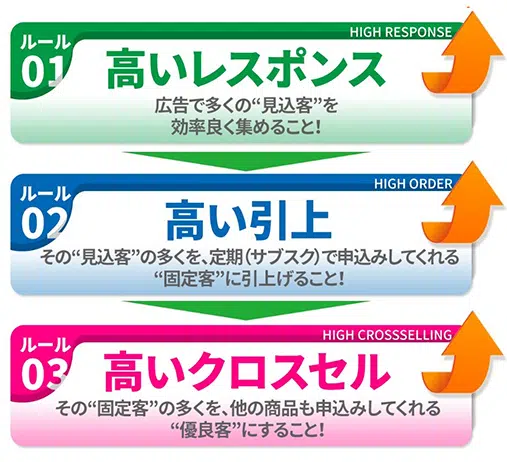 HIGH RESPONSE
ルール
01
高いレスポンス
広告で多くの“見込客”を
効率良く集めること!
HIGH ORDER
ルール
02
高い引上
その“見込客”の多くを、定期(サブスク)で申込みしてくれる
“固定客”に引上げること!
HIGH CROSSSELLING
ルール
03
高いクロスセル
その“固定客”の多くを、他の商品も申込みしてくれる
“優良客”にすること!